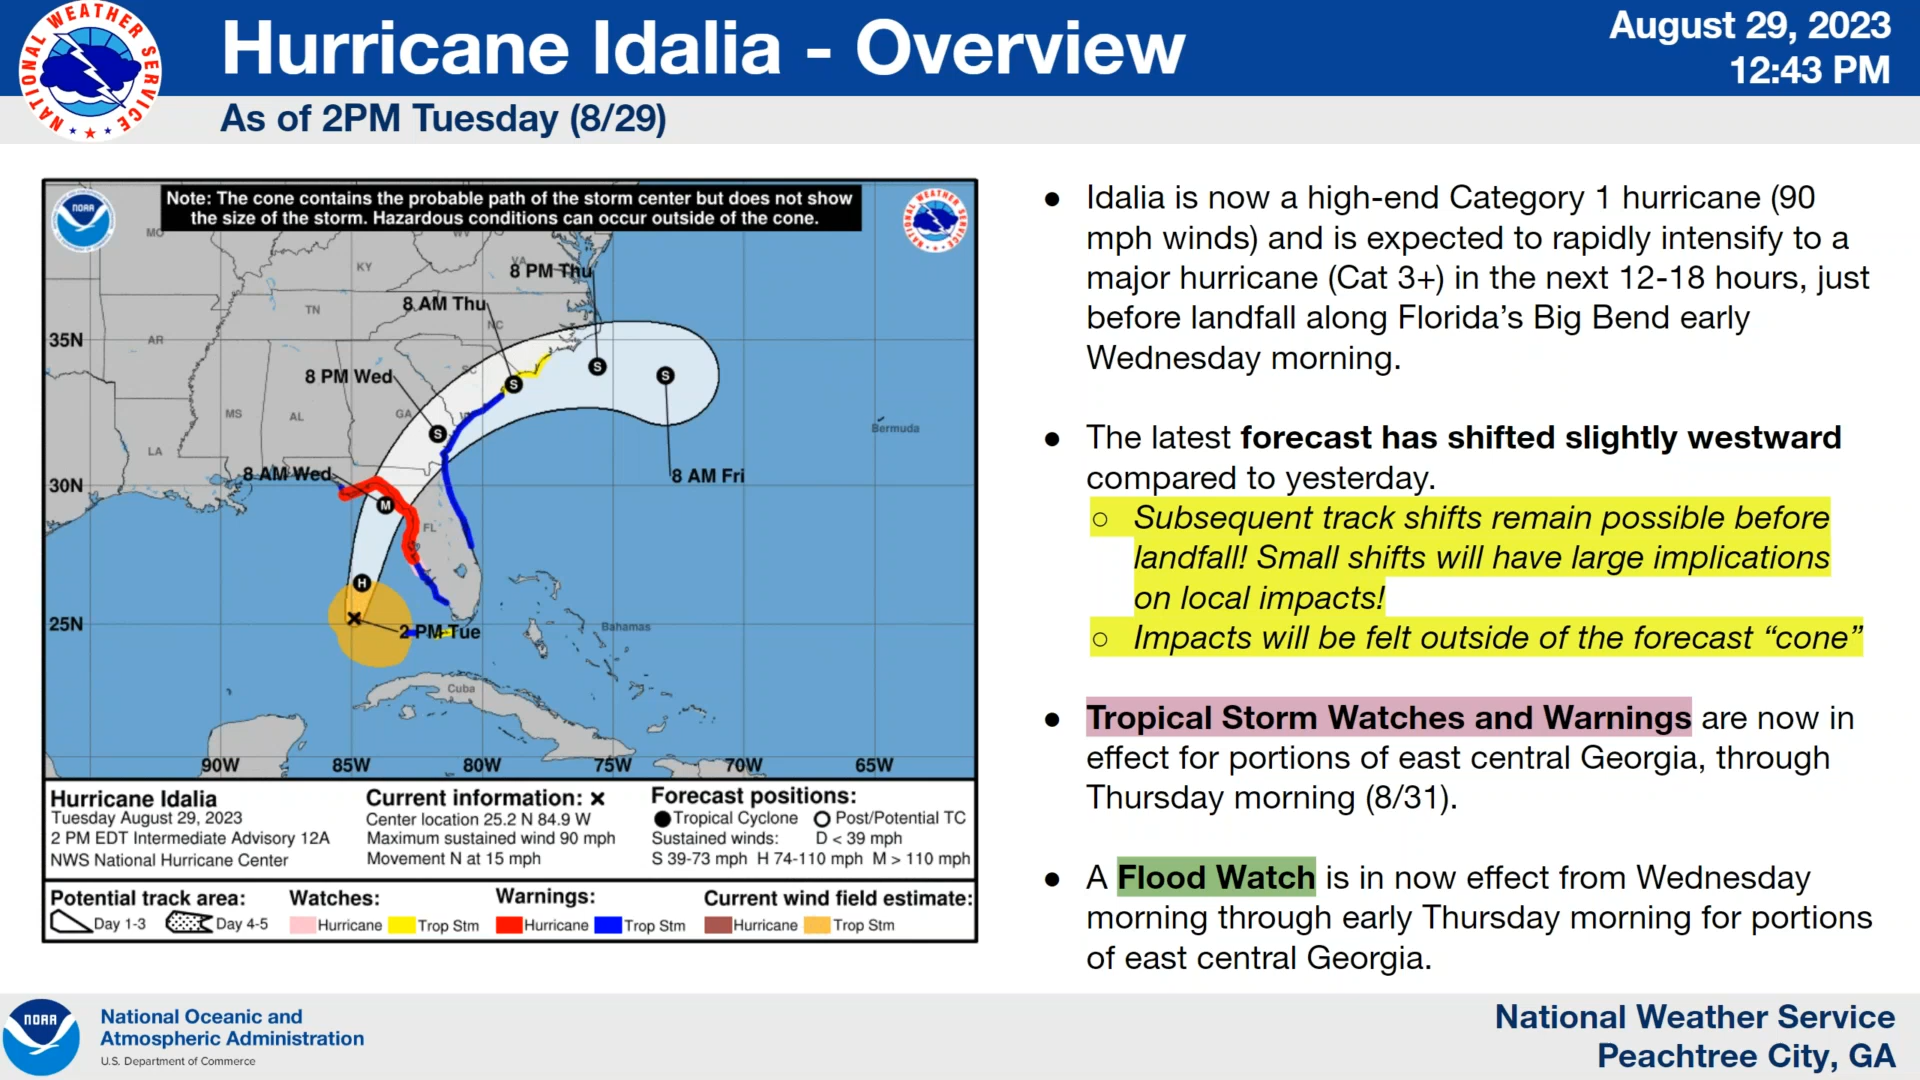 NATIONAL WEATHER SERVICE
Hurricane Idalia - Overview
August 29, 2023
12:43 PM
As of 2PM Tuesday (8/29)
NOAA
Note: The cone contains the probable path of the storm center but does not show
the size of the storm. Hazardous conditions can occur outside of the cone.
NATIONAL WEATHER SERVICE
MO
WV
KY
VA
8 PM Thu
8 AM Thu
TN
NC
35N
AR
8 PM Wed
SC
MS
AL
GA
Bermuda
LA
8 AM Wed
8 AM Fri
30N
M
FL
H
25N
2 PM Tue
Bahamas
Cuba
S
S
S
S
90W 85W 80W 75W 70W 65W
Hurricane Idalia
Tuesday August 29, 2023
2 PM EDT Intermediate Advisory 12A
NWS National Hurricane Center
Current information: x
Center location 25.2 N 84.9 W
Maximum sustained wind 90 mph
Movement N at 15 mph
Forecast positions:
● Tropical Cyclone ○ Post/Potential TC
Sustained winds: D < 39 mph
S 39-73 mph H 74-110 mph M > 110 mph
Potential track area:
Day 1-3 Day 4-5
Watches:
Hurricane Trop Stm
Warnings:
Hurricane Trop Stm
Current wind field estimate:
Hurricane Trop Stm
● Idalia is now a high-end Category 1 hurricane (90
mph winds) and is expected to rapidly intensify to a
major hurricane (Cat 3+) in the next 12-18 hours, just
before landfall along Florida’s Big Bend early
Wednesday morning.
● The latest forecast has shifted slightly westward
compared to yesterday.
○ Subsequent track shifts remain possible before
landfall! Small shifts will have large implications
on local impacts!
○ Impacts will be felt outside of the forecast “cone”
● Tropical Storm Watches and Warnings are now in
effect for portions of east central Georgia, through
Thursday morning (8/31).
● A Flood Watch is in now effect from Wednesday
morning through early Thursday morning for portions
of east central Georgia.
NOAA
National Oceanic and
Atmospheric Administration
U.S. Department of Commerce
National Weather Service
Peachtree City, GA